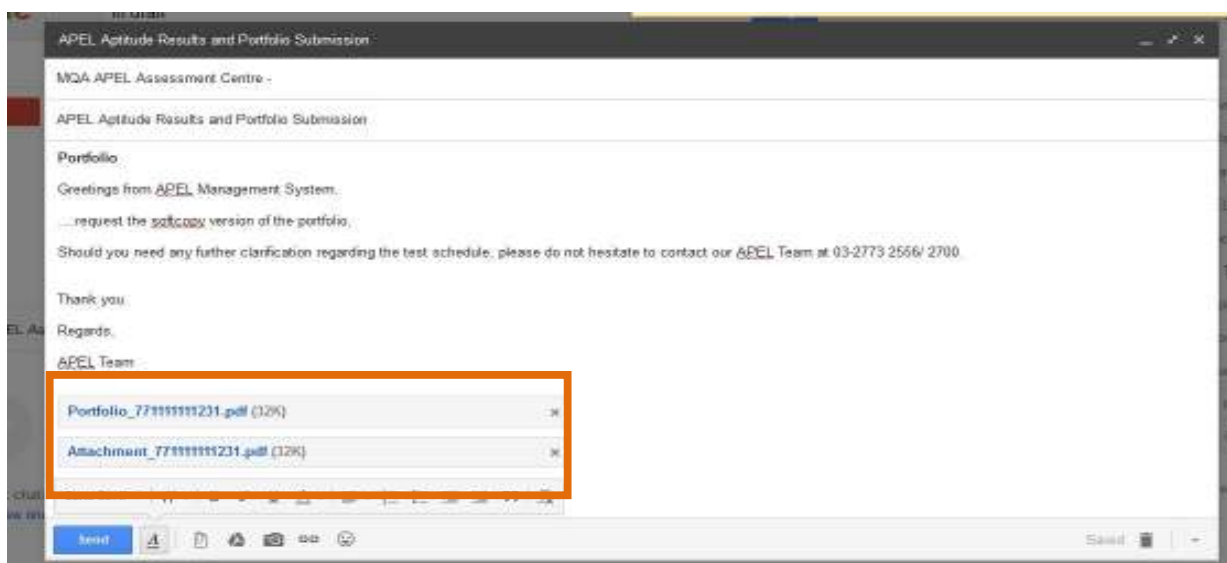 in draft
APEL Aptitude Results and Portfolio Submission
MQA APEL Assessment Centre -
APEL Aptitude Results and Portfolio Submission
Portfolio
Greetings from APEL Management System.
....request the softcopy version of the portfolio.
Should you need any further clarification regarding the test schedule, please do not hesitate to contact our APEL Team at 03-2773 2556/ 2700.
Thank you
Regards,
APEL Team
Portfolio_771111111231.pdf (32K)
Attachment_771111111231.pdf (32K)
Send
Saved